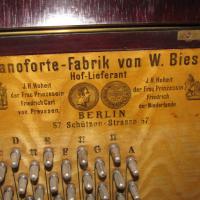 anoforte-Fabrik von W. Bies
Hof-Lieferant
J.K. Hoheit
der Frau Prinzessin
Friedrich Carl
von Preussen.
J.K. Hoheit
der Frau Prinzessin
Friedrich
der Niederlande
BERLIN
57. Schützen-Strasse 57.
D E H